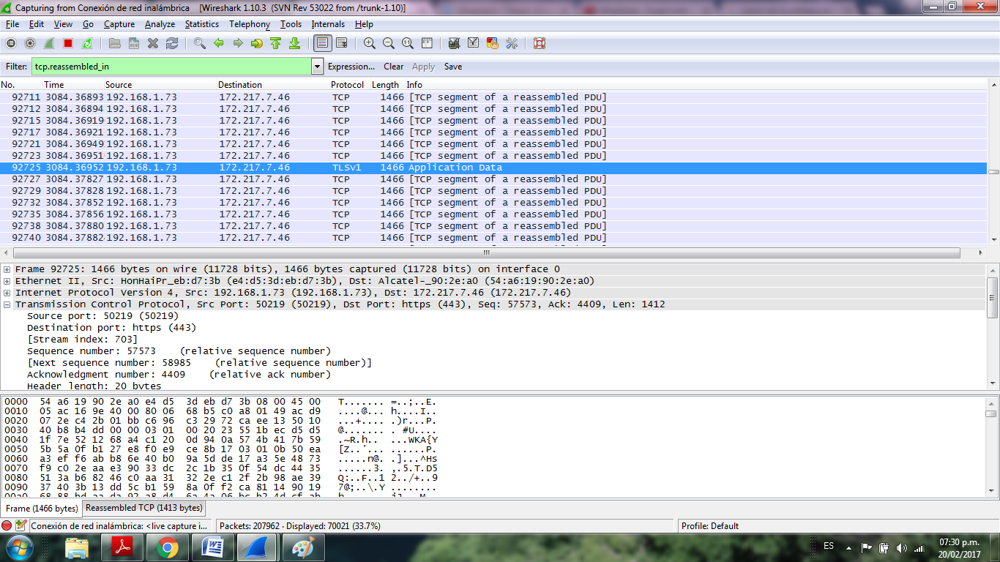 Capturing from Conexión de red inalámbrica [Wireshark 1.10.3 (SVN Rev 53022 from /trunk-1.10)]
File Edit View Go Capture Analyze Statistics Telephony Tools Internals Help
Filter: tcp.reassembled_in Expression... Clear Apply Save
No. Time Source Destination Protocol Length Info
92711 3084.36893 192.168.1.73 172.217.7.46 TCP 1466 [TCP segment of a reassembled PDU]
92712 3084.36894 192.168.1.73 172.217.7.46 TCP 1466 [TCP segment of a reassembled PDU]
92715 3084.36919 192.168.1.73 172.217.7.46 TCP 1466 [TCP segment of a reassembled PDU]
92717 3084.36921 192.168.1.73 172.217.7.46 TCP 1466 [TCP segment of a reassembled PDU]
92721 3084.36949 192.168.1.73 172.217.7.46 TCP 1466 [TCP segment of a reassembled PDU]
92723 3084.36951 192.168.1.73 172.217.7.46 TCP 1466 [TCP segment of a reassembled PDU]
92725 3084.36952 192.168.1.73 172.217.7.46 TLSv1 1466 Application Data
92727 3084.37827 192.168.1.73 172.217.7.46 TCP 1466 [TCP segment of a reassembled PDU]
92729 3084.37828 192.168.1.73 172.217.7.46 TCP 1466 [TCP segment of a reassembled PDU]
92732 3084.37852 192.168.1.73 172.217.7.46 TCP 1466 [TCP segment of a reassembled PDU]
92735 3084.37856 192.168.1.73 172.217.7.46 TCP 1466 [TCP segment of a reassembled PDU]
92738 3084.37880 192.168.1.73 172.217.7.46 TCP 1466 [TCP segment of a reassembled PDU]
92740 3084.37882 192.168.1.73 172.217.7.46 TCP 1466 [TCP segment of a reassembled PDU]
Frame 92725: 1466 bytes on wire (11728 bits), 1466 bytes captured (11728 bits) on interface 0
Ethernet II, Src: HonHaiPr_eb:d7:3b (e4:d5:3d:eb:d7:3b), Dst: Alcatel-_90:2e:a0 (54:a6:19:90:2e:a0)
Internet Protocol Version 4, Src: 192.168.1.73 (192.168.1.73), Dst: 172.217.7.46 (172.217.7.46)
Transmission Control Protocol, Src Port: 50219 (50219), Dst Port: https (443), Seq: 57573, Ack: 4409, Len: 1412
Source port: 50219 (50219)
Destination port: https (443)
[Stream index: 703]
Sequence number: 57573 (relative sequence number)
[Next sequence number: 58985 (relative sequence number)]
Acknowledgment number: 4409 (relative ack number)
Header length: 20 bytes
0000 54 a6 19 90 2e a0 e4 d5 3d eb d7 3b 08 00 45 00 T....... =..;..E.
0010 05 ac 16 9e 40 00 80 06 68 b5 c0 a8 01 49 ac d9 ....@... h....I..
0020 07 2e c4 2b 01 bb c6 96 c3 29 72 ca ee 13 50 10 ...+.... .)r...P.
0030 40 b8 b4 dd 00 00 03 01 00 20 23 55 1b ec d5 d5 @....... . #U....
0040 1f 7e 52 12 68 a4 c1 20 0d 94 0a 57 4b 41 7b 59 .~R.h.. ...WKA{Y
0050 5b 5a 0f b1 27 e8 f0 e9 ce 8b 17 03 01 0b 50 ea [Z..'... ......P.
0060 a3 ef f6 ab b8 6e 40 b0 9a 5d de 17 a3 5e 48 73 .....n@. .]...^Hs
0070 f9 c0 2e aa e3 90 33 dc 2c 1b 35 0f 54 dc 44 35 ......3. ,.5.T.D5
0080 51 3a b6 82 46 c0 aa 31 32 2e c1 2f 2b 98 ae 39 Q:..F..1 2../+..9
0090 37 40 3b 13 dd 5c b1 59 8a 0f f2 ca 81 14 90 19 7@;..\.Y ........
Frame (1466 bytes) Reassembled TCP (1413 bytes)
Conexión de red inalámbrica: <live capture i... Packets: 207962 · Displayed: 70021 (33.7%) Profile: Default
ES 07:30 p.m.
20/02/2017